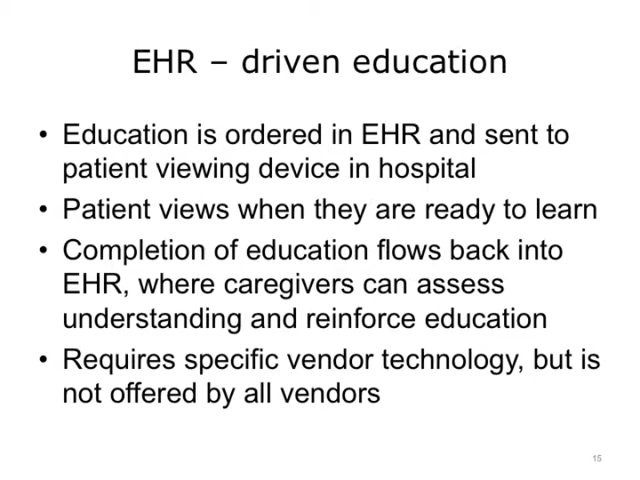 EHR – driven education
• Education is ordered in EHR and sent to
patient viewing device in hospital
• Patient views when they are ready to learn
• Completion of education flows back into
EHR, where caregivers can assess
understanding and reinforce education
• Requires specific vendor technology, but is
not offered by all vendors
15